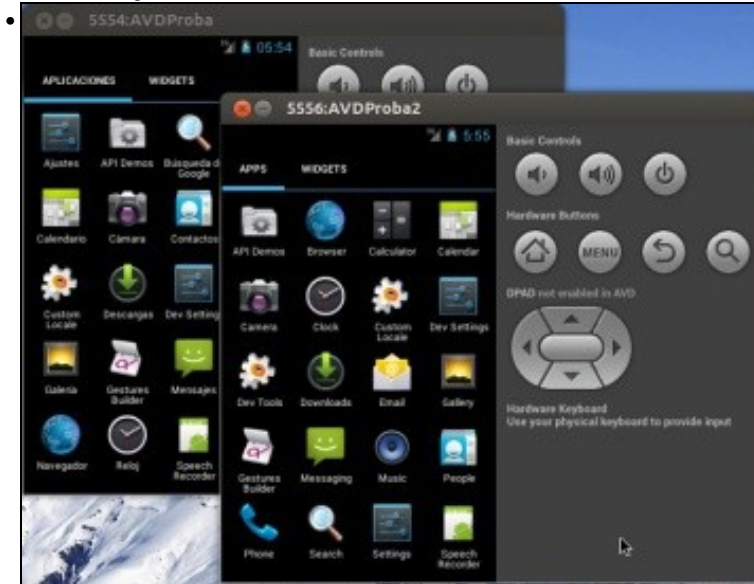 5554:AVDProba
05:54
Basic Controls
APLICACIONES WIDGETS
Ajustes API Demos Búsqueda d
Google
Calendario Cámara Contactos
Custom
Locale Descargas Dev Setting
Galería Gestures
Builder Mensajes
Navegador Reloj Speech
Recorder
5556:AVDProba2
5:55
APPS WIDGETS
API Demos Browser Calculator Calendar
Camera Clock Custom
Locale Dev Settings
Dev Tools Downloads Email Gallery
Gestures
Builder Messaging Music People
Phone Search Settings Speech
Recorder
Basic Controls
Hardware Buttons
MENU
DPAD not enabled in AVD
Hardware Keyboard
Use your physical keyboard to provide input